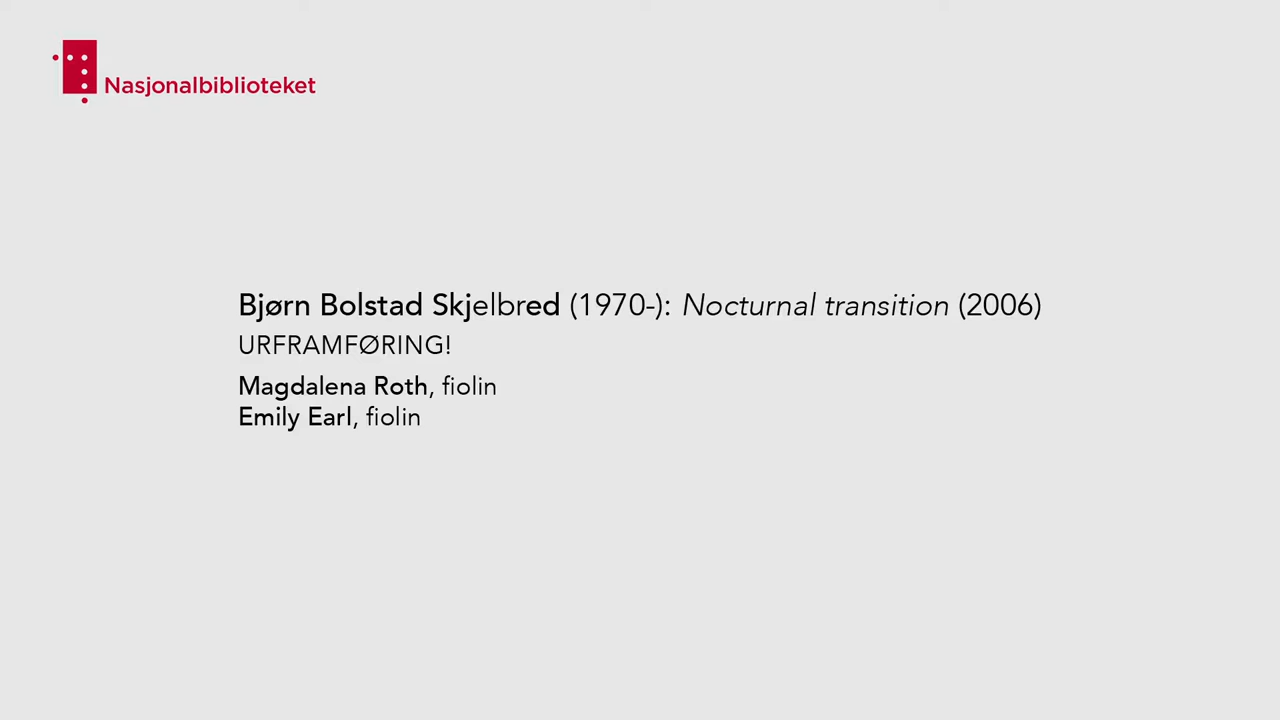 Nasjonalbiblioteket
Bjørn Bolstad Skjelbred (1970-): Nocturnal transition (2006)
URFRAMFØRING!
Magdalena Roth, fiolin
Emily Earl, fiolin